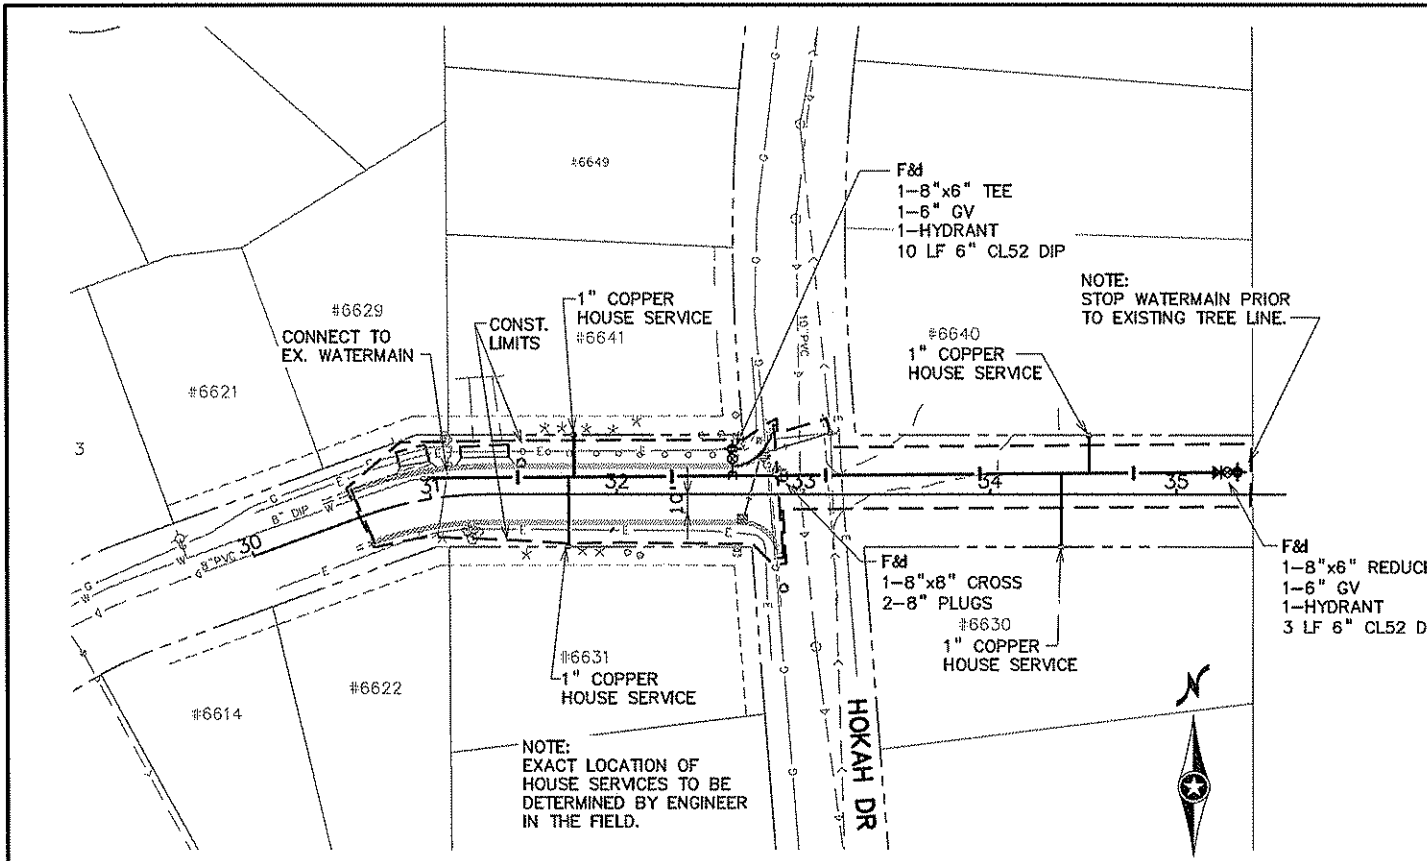 #6649
F&I
1-8"x6" TEE
1-6" GV
1-HYDRANT
10 LF 6" CL52 DIP
NOTE:
STOP WATERMAIN PRIOR
TO EXISTING TREE LINE.
#6629
CONNECT TO
EX. WATERMAIN
CONST.
LIMITS
1" COPPER
HOUSE SERVICE
#6641
#6640
1" COPPER
HOUSE SERVICE
#6621
3
10" PVC
31
32
33
34
35
10'
8" DIP
8" PVC
30
F&I
1-8"x8" CROSS
2-8" PLUGS
F&I
1-8"x6" REDUC
1-6" GV
1-HYDRANT
3 LF 6" CL52 D
#6630
1" COPPER
HOUSE SERVICE
#6631
1" COPPER
HOUSE SERVICE
#6622
#6614
HOKAH DR
N
NOTE:
EXACT LOCATION OF
HOUSE SERVICES TO BE
DETERMINED BY ENGINEER
IN THE FIELD.